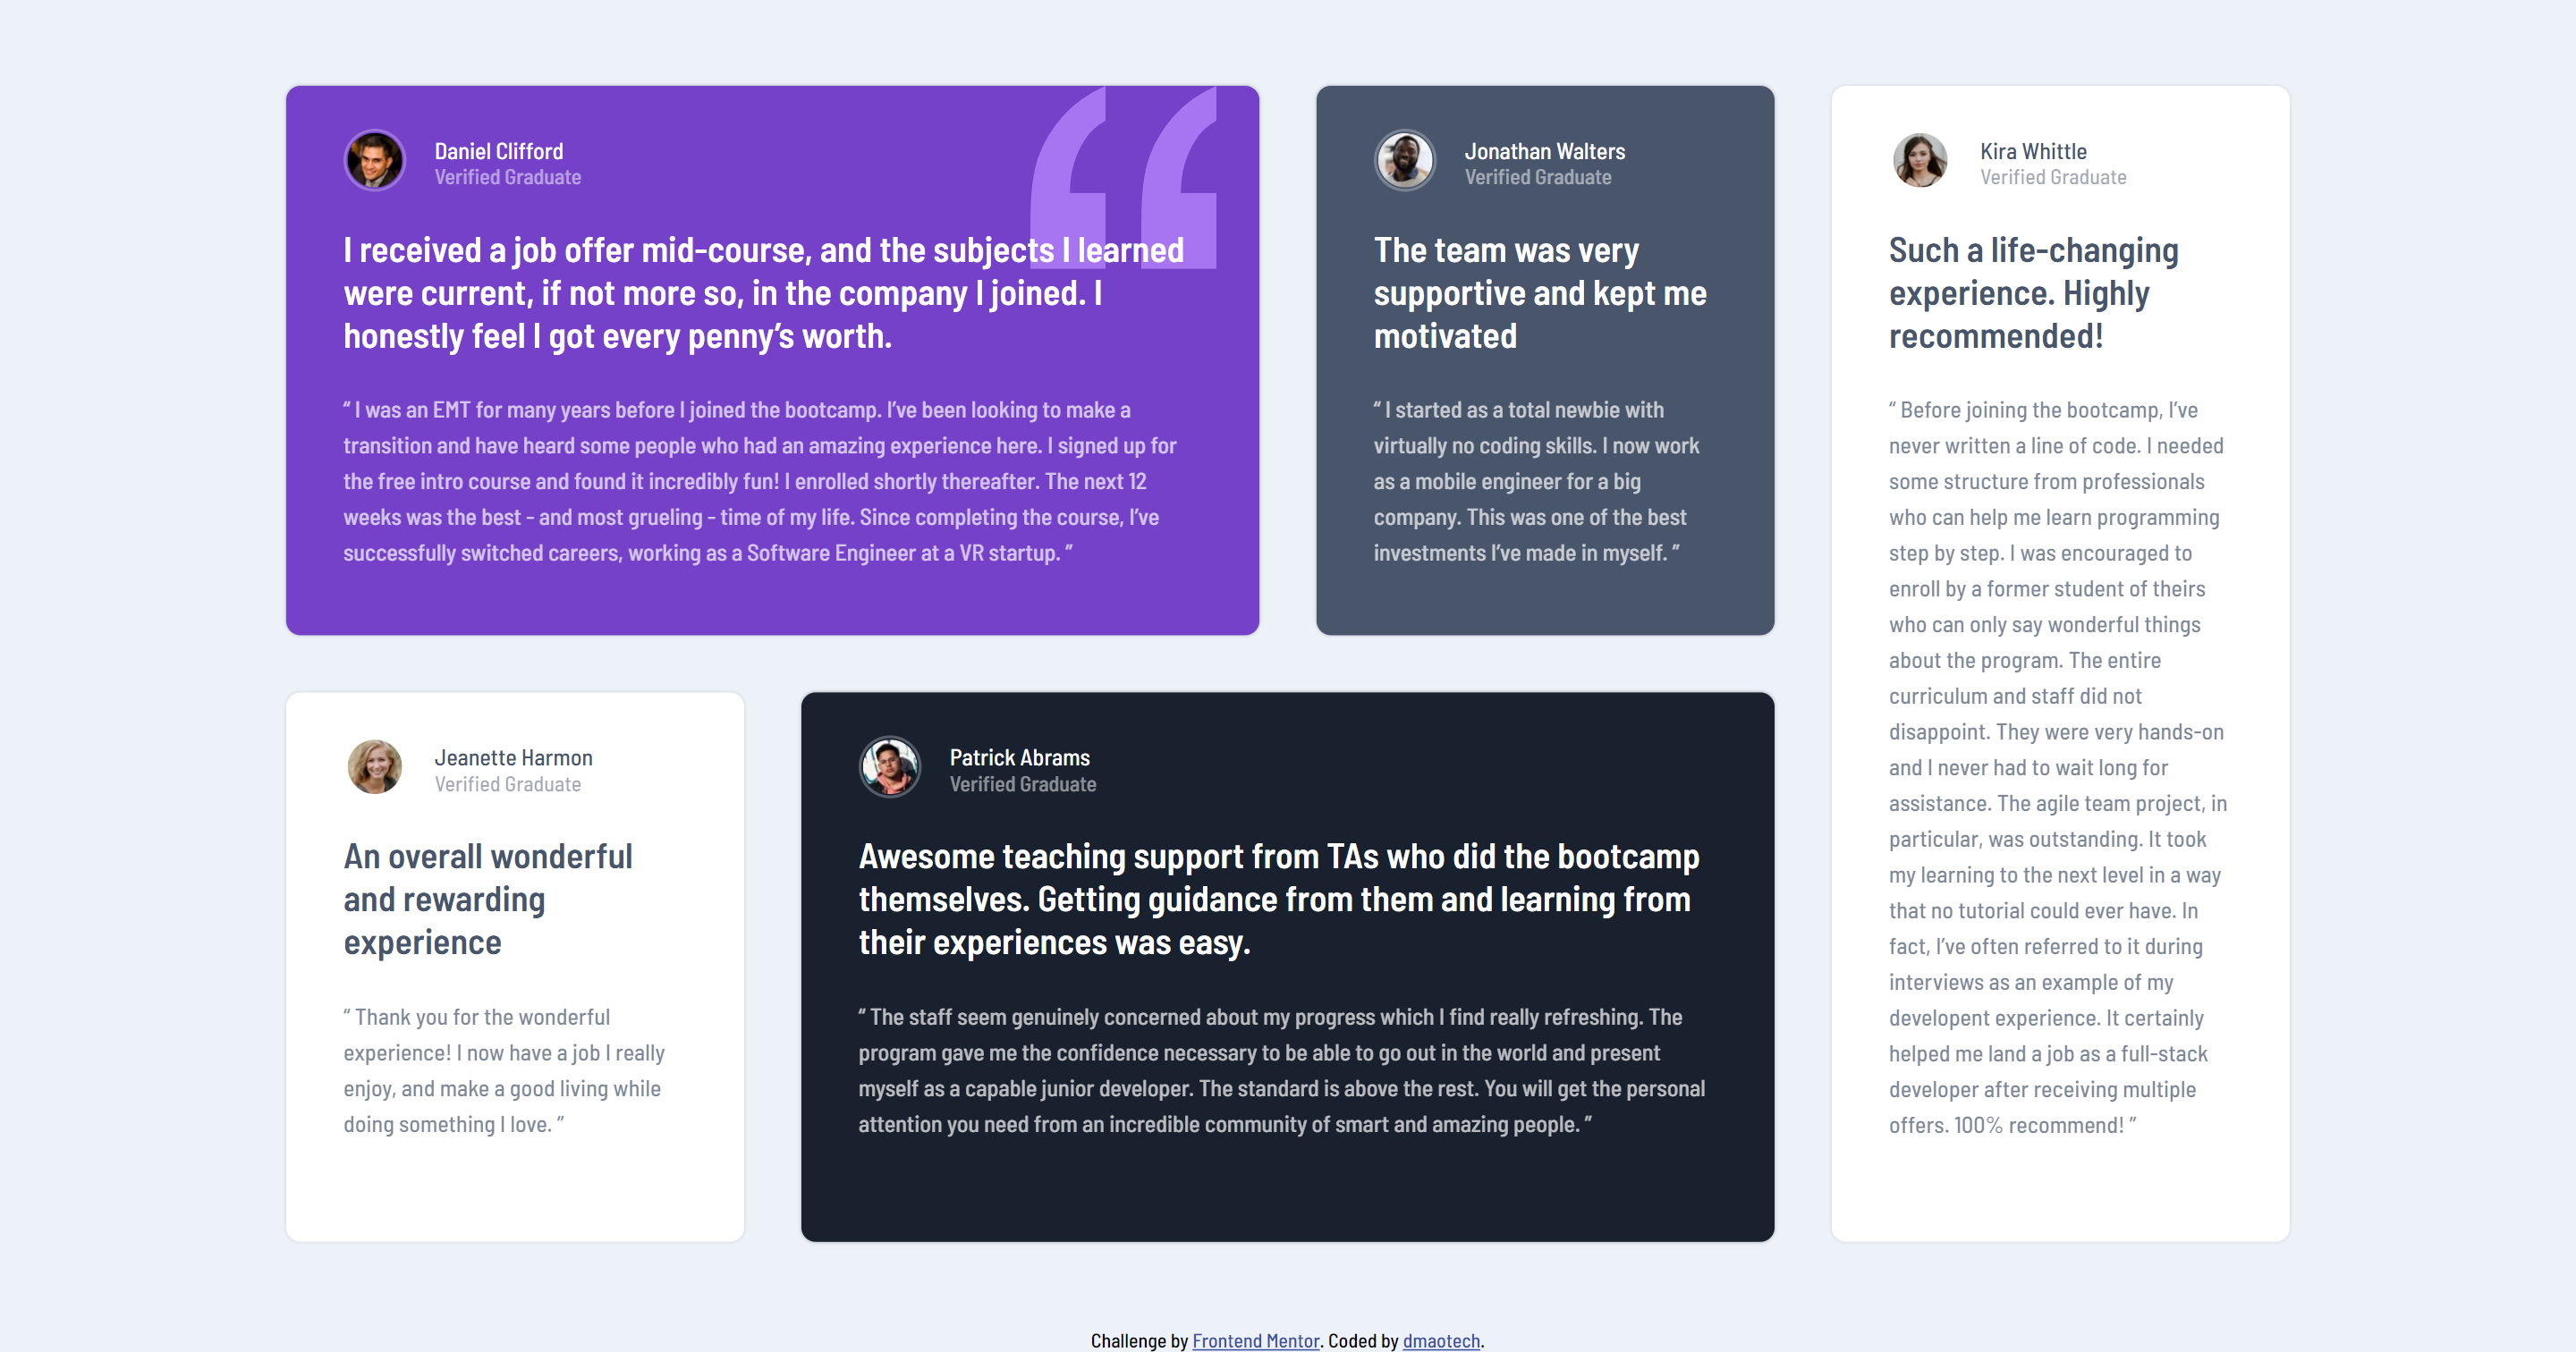 Daniel Clifford
Verified Graduate
I received a job offer mid-course, and the subjects I learned
were current, if not more so, in the company I joined. I
honestly feel I got every penny’s worth.
“ I was an EMT for many years before I joined the bootcamp. I’ve been looking to make a
transition and have heard some people who had an amazing experience here. I signed up for
the free intro course and found it incredibly fun! I enrolled shortly thereafter. The next 12
weeks was the best - and most grueling - time of my life. Since completing the course, I’ve
successfully switched careers, working as a Software Engineer at a VR startup. ”
Jonathan Walters
Verified Graduate
The team was very
supportive and kept me
motivated
“ I started as a total newbie with
virtually no coding skills. I now work
as a mobile engineer for a big
company. This was one of the best
investments I’ve made in myself. ”
Kira Whittle
Verified Graduate
Such a life-changing
experience. Highly
recommended!
“ Before joining the bootcamp, I’ve
never written a line of code. I needed
some structure from professionals
who can help me learn programming
step by step. I was encouraged to
enroll by a former student of theirs
who can only say wonderful things
about the program. The entire
curriculum and staff did not
disappoint. They were very hands-on
and I never had to wait long for
assistance. The agile team project, in
particular, was outstanding. It took
my learning to the next level in a way
that no tutorial could ever have. In
fact, I’ve often referred to it during
interviews as an example of my
developent experience. It certainly
helped me land a job as a full-stack
developer after receiving multiple
offers. 100% recommend! ”
Jeanette Harmon
Verified Graduate
An overall wonderful
and rewarding
experience
“ Thank you for the wonderful
experience! I now have a job I really
enjoy, and make a good living while
doing something I love. ”
Patrick Abrams
Verified Graduate
Awesome teaching support from TAs who did the bootcamp
themselves. Getting guidance from them and learning from
their experiences was easy.
“ The staff seem genuinely concerned about my progress which I find really refreshing. The
program gave me the confidence necessary to be able to go out in the world and present
myself as a capable junior developer. The standard is above the rest. You will get the personal
attention you need from an incredible community of smart and amazing people. ”
Challenge by Frontend Mentor. Coded by dmaotech.